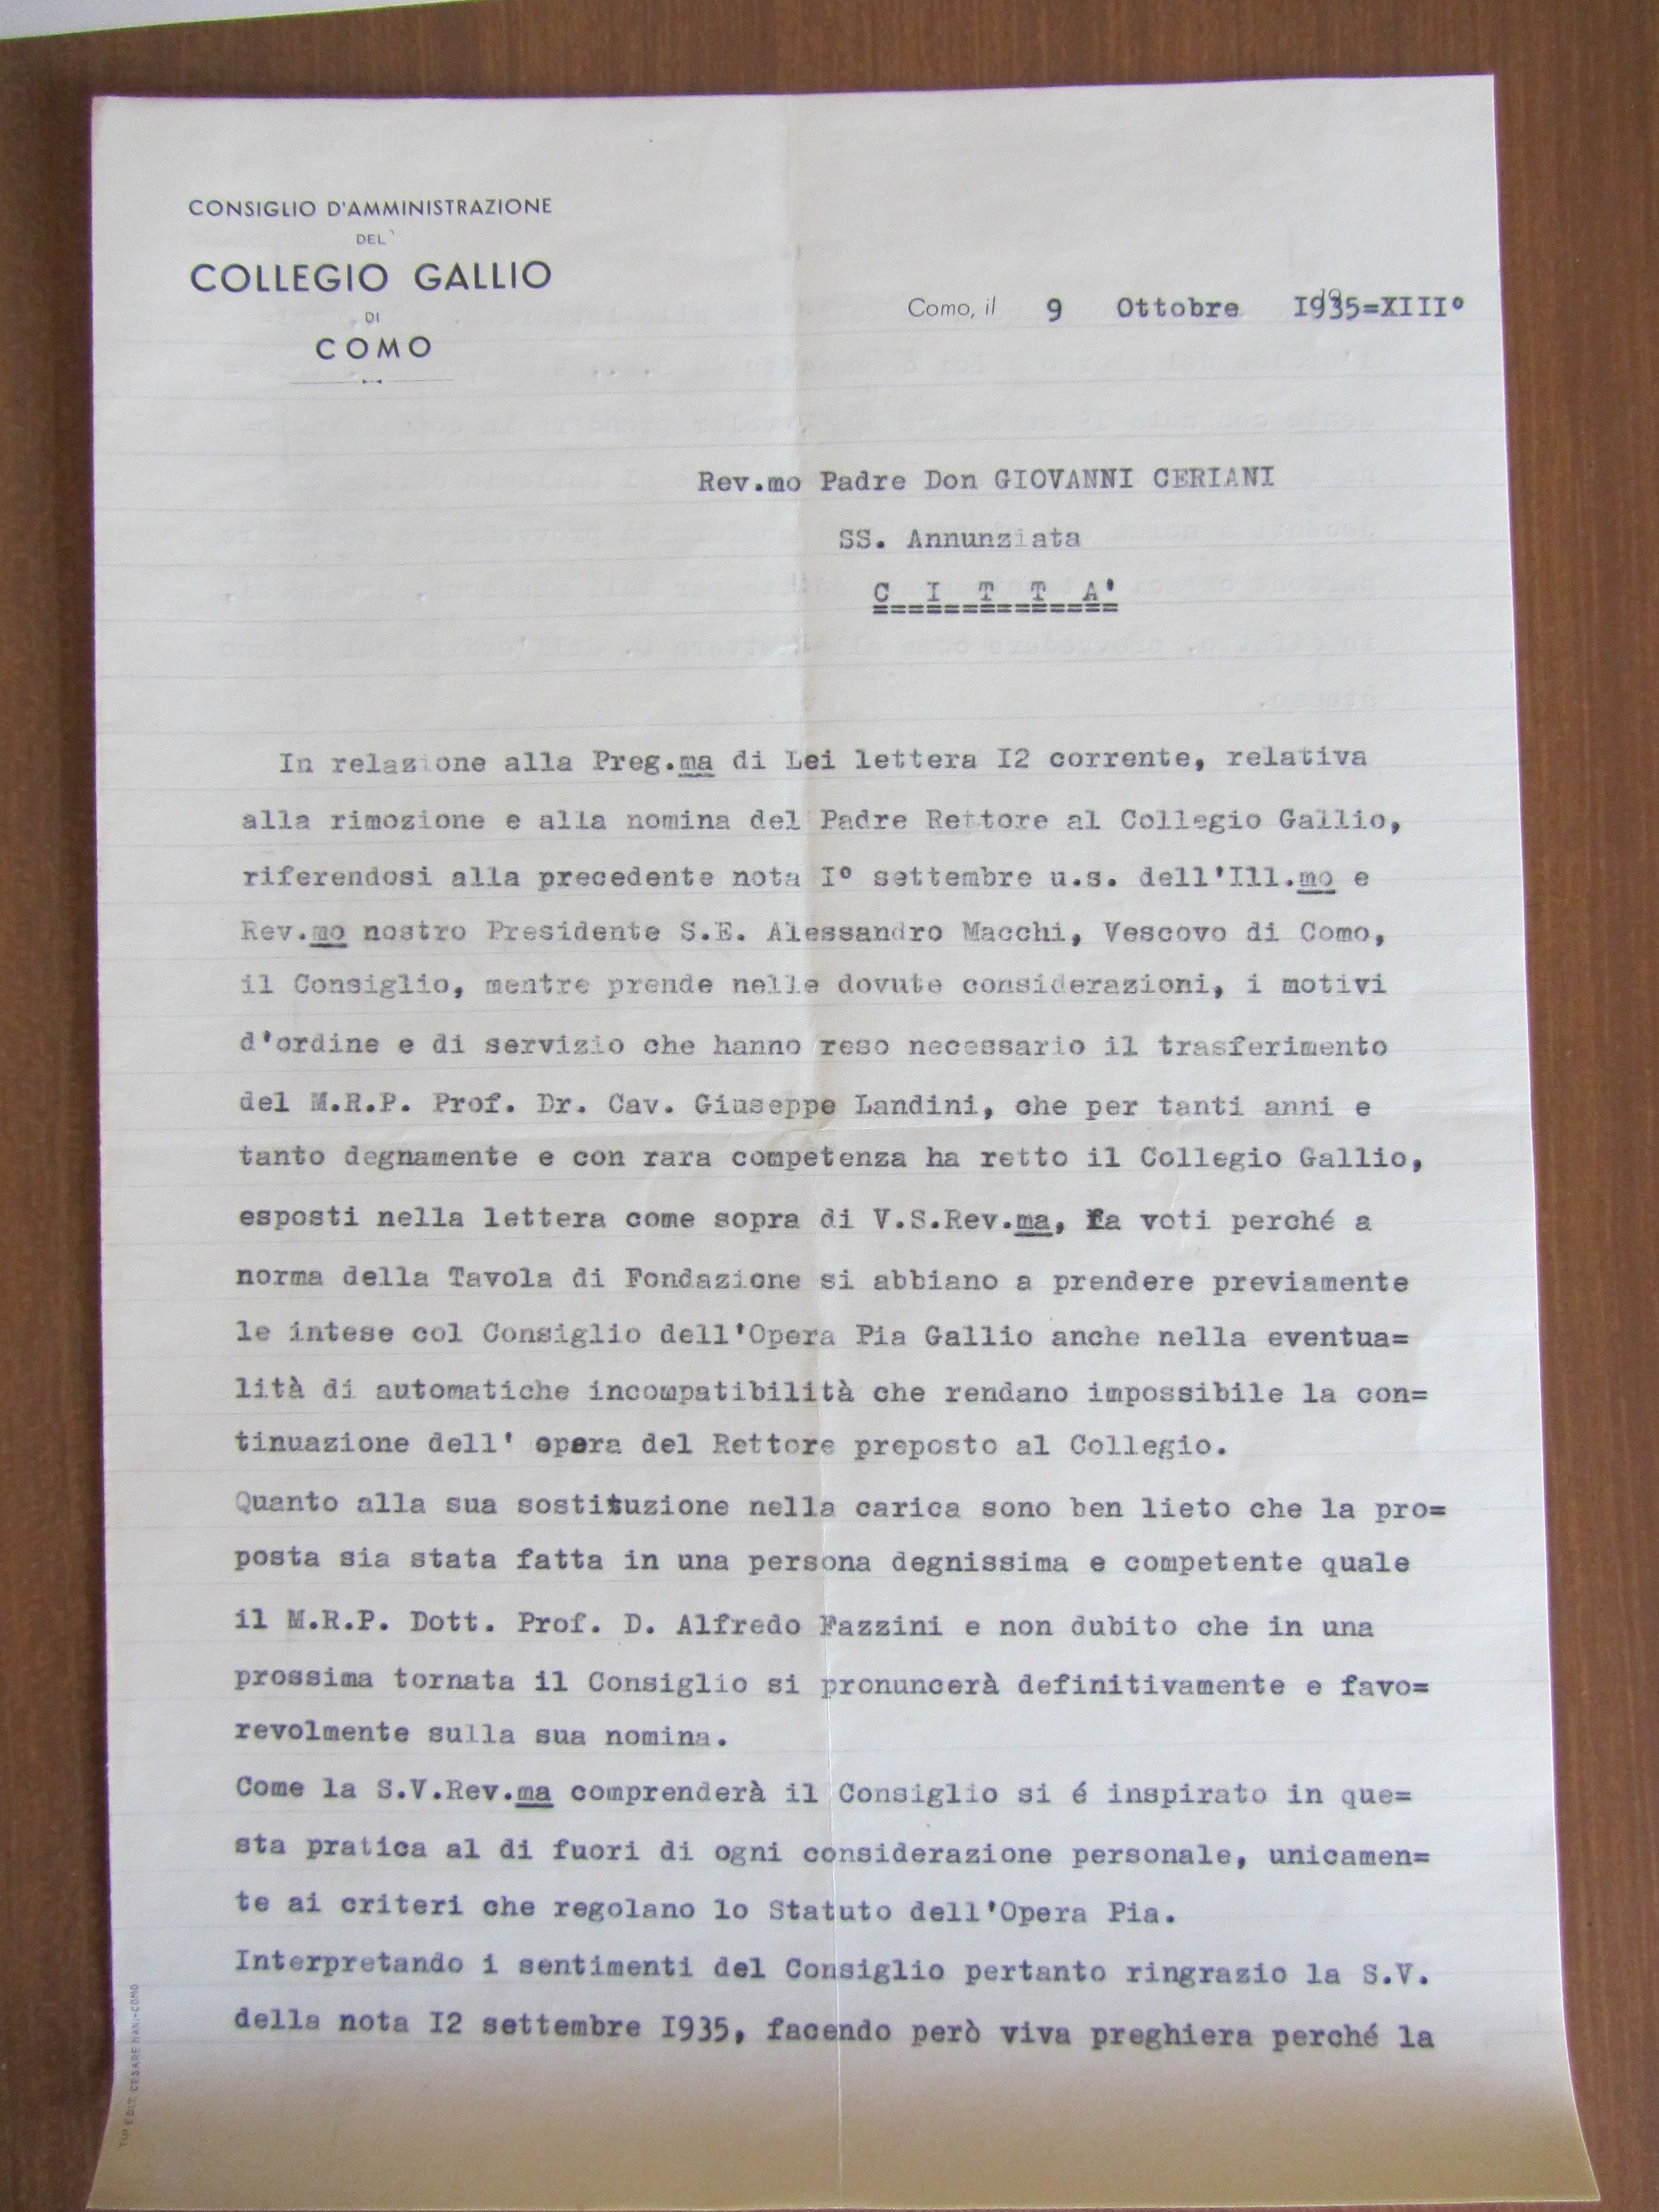 CONSIGLIO D'AMMINISTRAZIONE
DEL
COLLEGIO GALLIO
DI
COMO
Como, il 9 Ottobre I935=XIII°
Rev.mo Padre Don GIOVANNI CERIANI
SS. Annunziata
C I T T A'
In relazione alla Preg.ma di Lei lettera I2 corrente, relativa
alla rimozione e alla nomina del Padre Rettore al Collegio Gallio,
riferendosi alla precedente nota I° settembre u.s. dell'Ill.mo e
Rev.mo nostro Presidente S.E. Alessandro Macchi, Vescovo di Como,
il Consiglio, mentre prende nelle dovute considerazioni, i motivi
d'ordine e di servizio che hanno reso necessario il trasferimento
del M.R.P. Prof. Dr. Cav. Giuseppe Landini, che per tanti anni e
tanto degnamente e con rara competenza ha retto il Collegio Gallio,
esposti nella lettera come sopra di V.S.Rev.ma, fa voti perché a
norma della Tavola di Fondazione si abbiano a prendere previamente
le intese col Consiglio dell'Opera Pia Gallio anche nella eventua=
lità di automatiche incompatibilità che rendano impossibile la con=
tinuazione dell' opera del Rettore preposto al Collegio.
Quanto alla sua sostituzione nella carica sono ben lieto che la pro=
posta sia stata fatta in una persona degnissima e competente quale
il M.R.P. Dott. Prof. D. Alfredo Fazzini e non dubito che in una
prossima tornata il Consiglio si pronuncerà definitivamente e favo=
revolmente sulla sua nomina.
Come la S.V.Rev.ma comprenderà il Consiglio si é inspirato in que=
sta pratica al di fuori di ogni considerazione personale, unicamen=
te ai criteri che regolano lo Statuto dell'Opera Pia.
Interpretando i sentimenti del Consiglio pertanto ringrazio la S.V.
della nota I2 settembre I935, facendo però viva preghiera perché la
TIP. EDIT. CESARE NANI-COMO